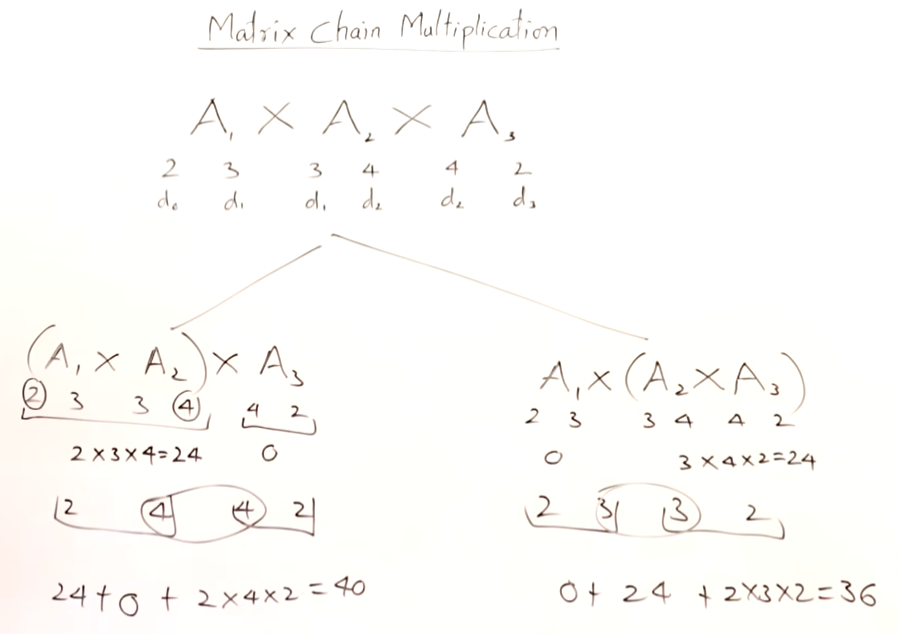 Matrix Chain Multiplication
A₁ × A₂ × A₃
2 3 3 4 4 2
d₀ d₁ d₁ d₂ d₂ d₃
(A₁ × A₂) × A₃
2 3 3 4 4 2
2×3×4=24 0
2 4 4 2
24+0 + 2×4×2=40
A₁×(A₂×A₃)
2 3 3 4 4 2
0 3×4×2=24
2 3 3 2
0+ 24 + 2×3×2=36